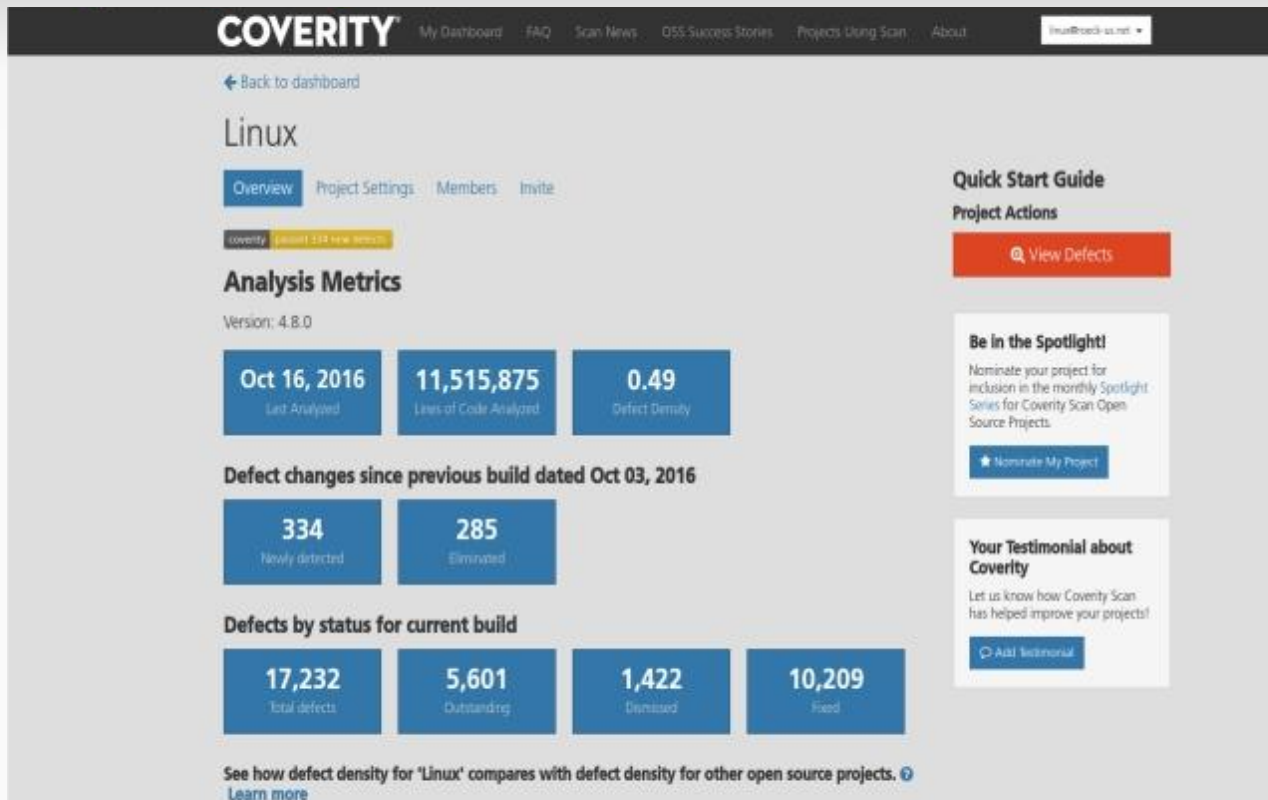 COVERITY My Dashboard FAQ Scan News OSS Success Stories Projects Using Scan About
Back to dashboard
Linux
Overview Project Settings Members Invite
coverity passed 334 new defects
Analysis Metrics
Version: 4.8.0
Oct 16, 2016
Last Analyzed
11,515,875
Lines of Code Analyzed
0.49
Defect Density
Defect changes since previous build dated Oct 03, 2016
334
Newly detected
285
Eliminated
Defects by status for current build
17,232
Total defects
5,601
Outstanding
1,422
Dismissed
10,209
Fixed
See how defect density for 'Linux' compares with defect density for other open source projects.
Learn more
Quick Start Guide
Project Actions
View Defects
Be in the Spotlight!
Nominate your project for
inclusion in the monthly Spotlight
Series for Coverity Scan Open
Source Projects.
Nominate My Project
Your Testimonial about
Coverity
Let us know how Coverity Scan
has helped improve your projects!
Add Testimonial